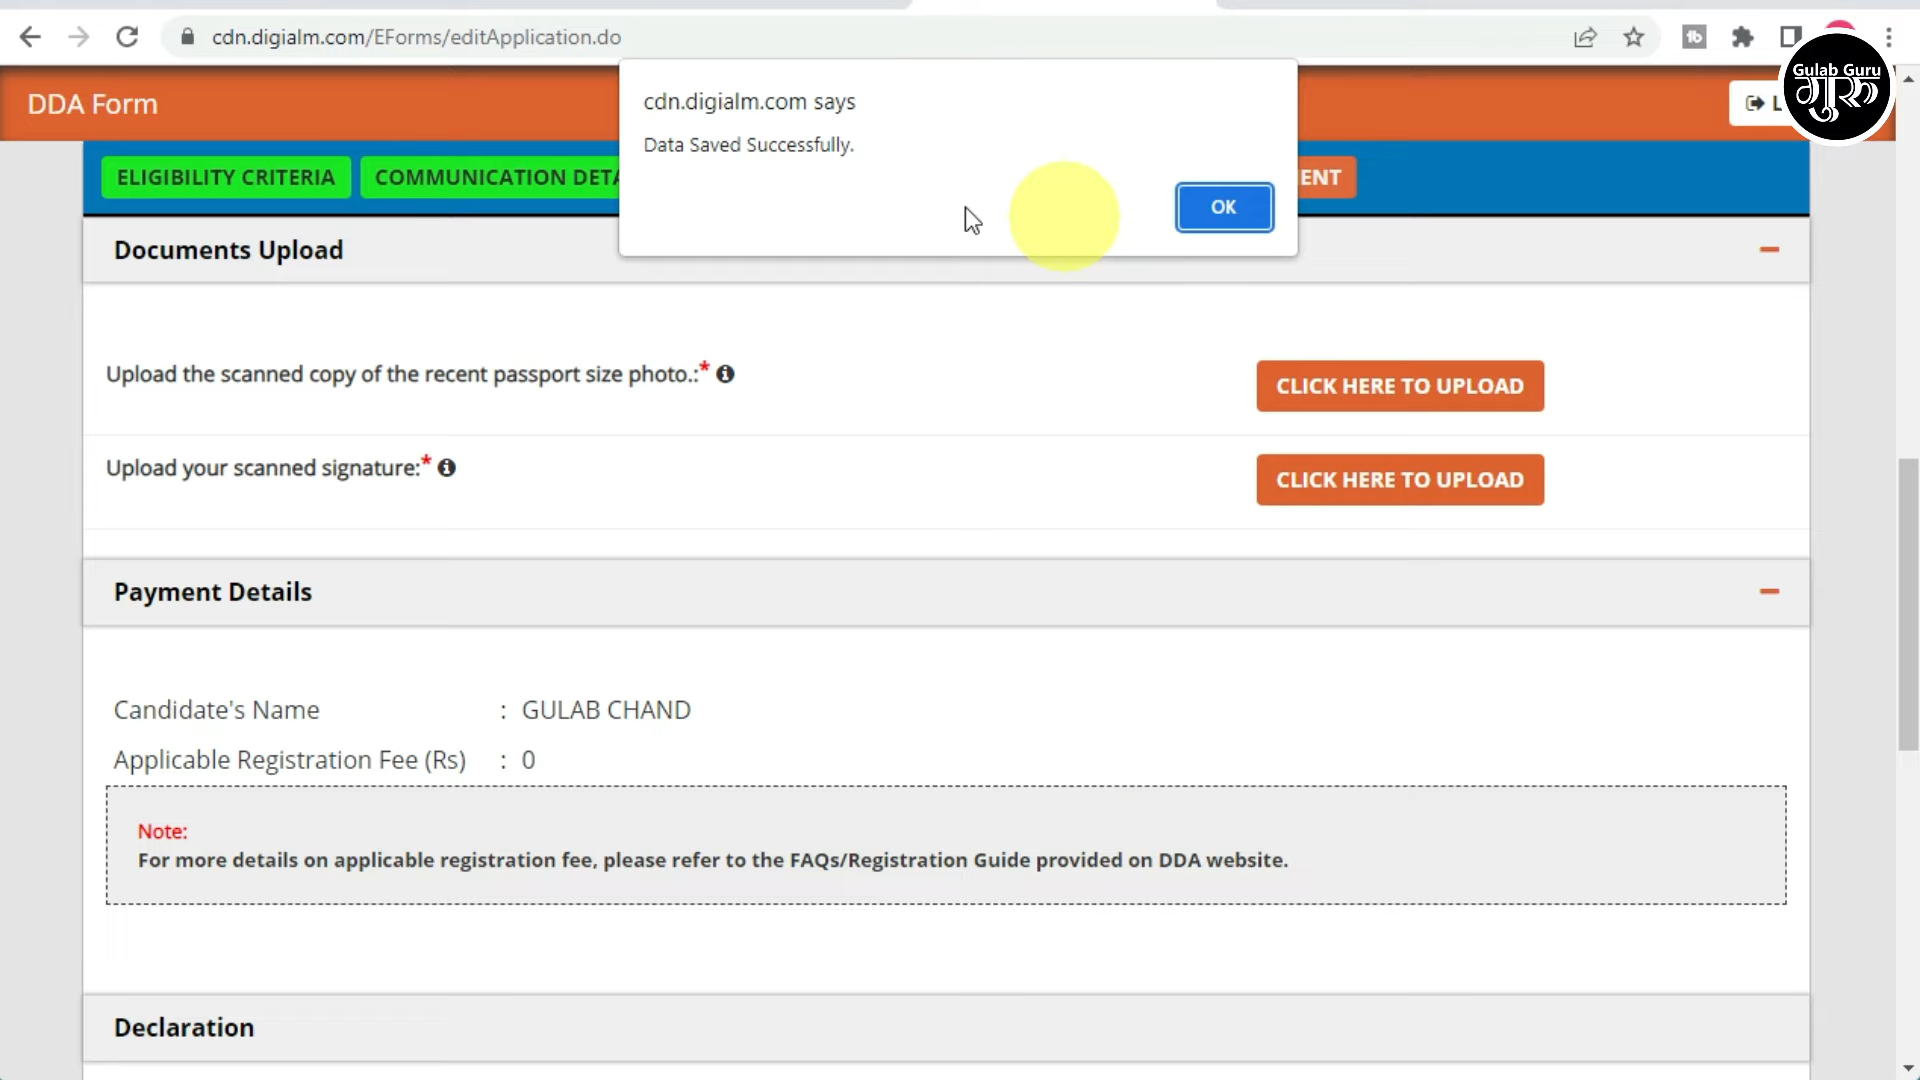 cdn.digialm.com/EForms/editApplication.do
Gulab Guru
गुरु
DDA Form
L
cdn.digialm.com says
Data Saved Successfully.
OK
ELIGIBILITY CRITERIA
COMMUNICATION DETA
ENT
Documents Upload
Upload the scanned copy of the recent passport size photo.:*
CLICK HERE TO UPLOAD
Upload your scanned signature:*
CLICK HERE TO UPLOAD
Payment Details
Candidate's Name : GULAB CHAND
Applicable Registration Fee (Rs) : 0
Note:
For more details on applicable registration fee, please refer to the FAQs/Registration Guide provided on DDA website.
Declaration